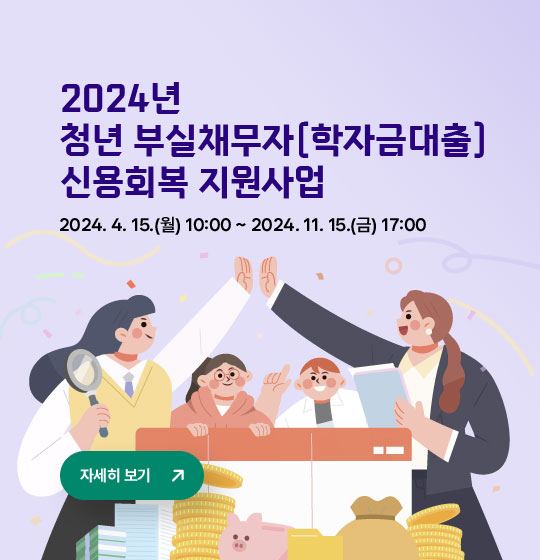 2024년
청년 부실채무자[학자금대출]
신용회복 지원사업
2024. 4. 15.(월) 10:00 ~ 2024. 11. 15.(금) 17:00
자세히 보기